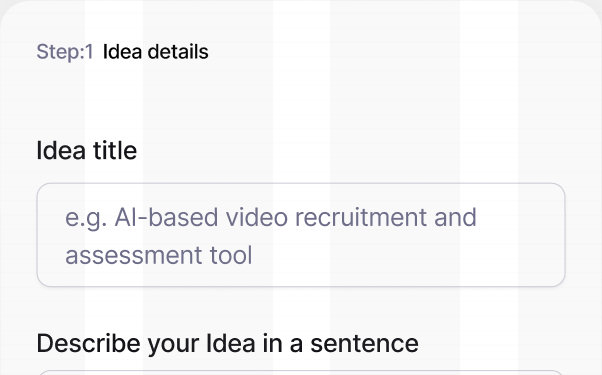 Step:1 Idea details
Idea title
e.g. AI-based video recruitment and
assessment tool
Describe your Idea in a sentence